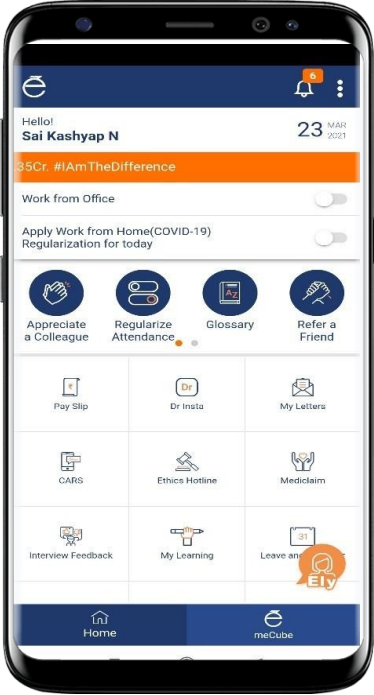 6
Hello!
Sai Kashyap N
23 MAR
2021
35Cr. #IAmTheDifference
Work from Office
Apply Work from Home(COVID-19)
Regularization for today
AZ
Appreciate
a Colleague
Regularize
Attendance
Glossary
Refer a
Friend
₹
Dr
Pay Slip
Dr Insta
My Letters
CARS
Ethics Hotline
Mediclaim
31
Interview Feedback
My Learning
Leave an
Ely
Home
meCube